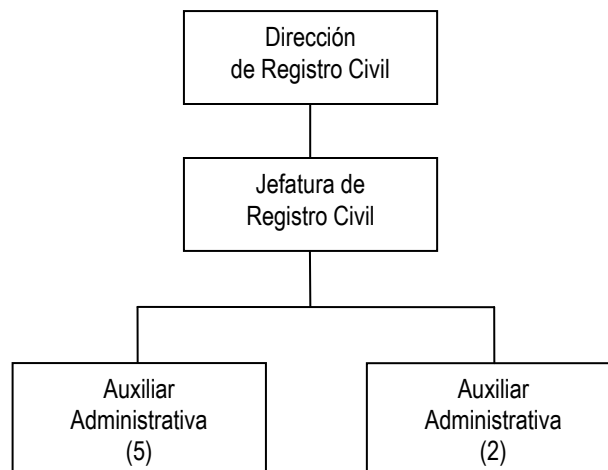 Dirección
de Registro Civil
Jefatura de
Registro Civil
Auxiliar
Administrativa
(5)
Auxiliar
Administrativa
(2)